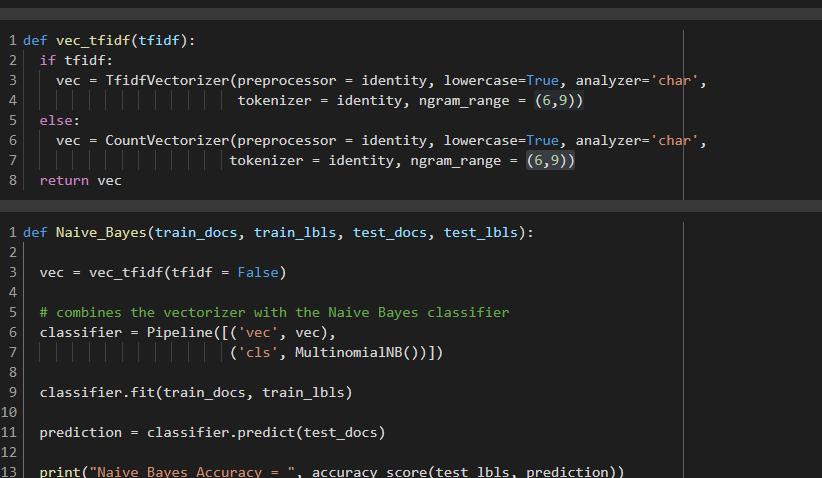 1 def vec_tfidf(tfidf):
2 if tfidf:
3 vec = TfidfVectorizer(preprocessor = identity, lowercase=True, analyzer='char',
4 tokenizer = identity, ngram_range = (6,9))
5 else:
6 vec = CountVectorizer(preprocessor = identity, lowercase=True, analyzer='char',
7 tokenizer = identity, ngram_range = (6,9))
8 return vec
1 def Naive_Bayes(train_docs, train_lbls, test_docs, test_lbls):
2
3 vec = vec_tfidf(tfidf = False)
4
5 # combines the vectorizer with the Naive Bayes classifier
6 classifier = Pipeline([('vec', vec),
7 ('cls', MultinomialNB())])
8
9 classifier.fit(train_docs, train_lbls)
10
11 prediction = classifier.predict(test_docs)
12
13 print("Naive Bayes Accuracy = ", accuracy_score(test_lbls, prediction))